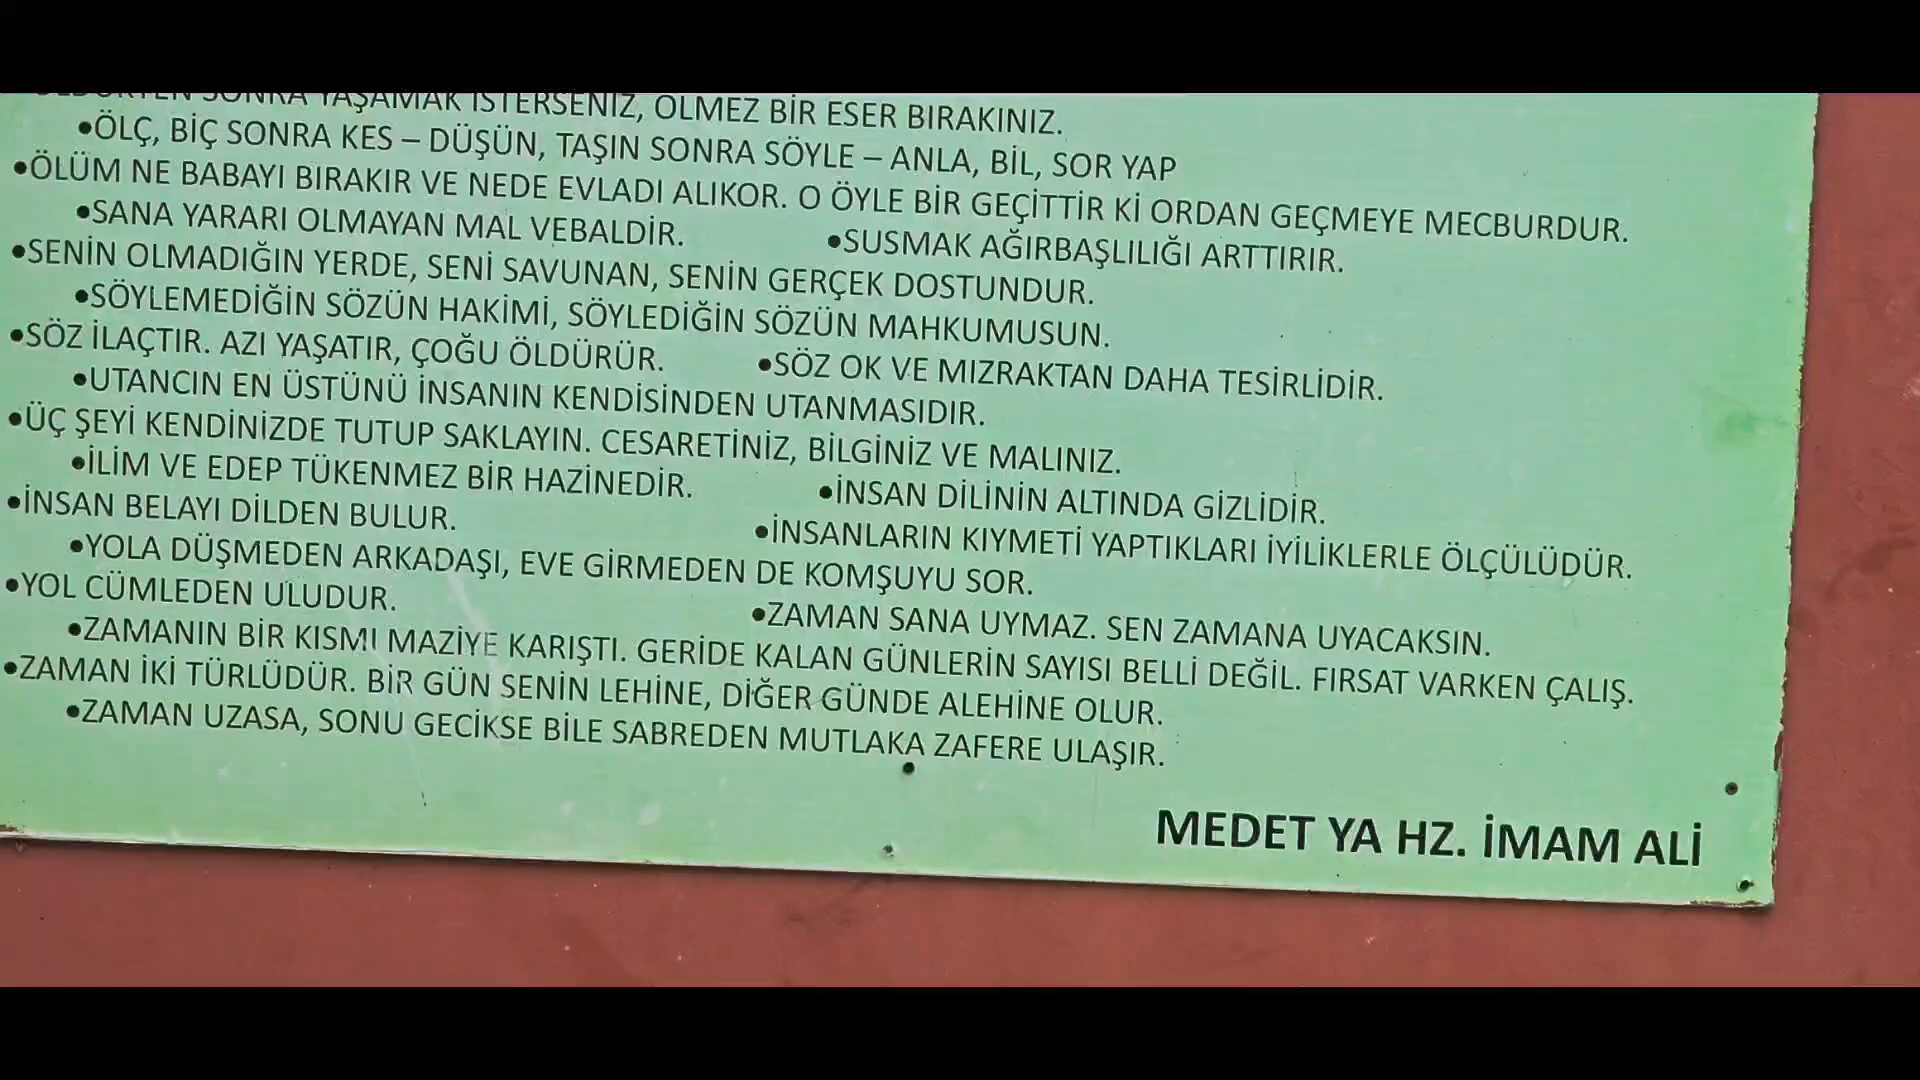 SONRA YAŞAMAK İSTERSENİZ, ÖLMEZ BİR ESER BIRAKINIZ.
•ÖLÇ, BİÇ SONRA KES – DÜŞÜN, TAŞIN SONRA SÖYLE – ANLA, BİL, SOR YAP
•ÖLÜM NE BABAYI BIRAKIR VE NEDE EVLADI ALIKOR. O ÖYLE BİR GEÇİTTİR Kİ ORDAN GEÇMEYE MECBURDUR.
•SANA YARARI OLMAYAN MAL VEBALDİR. •SUSMAK AĞIRBAŞLILIĞI ARTTIRIR.
•SENİN OLMADIĞIN YERDE, SENİ SAVUNAN, SENİN GERÇEK DOSTUNDUR.
•SÖYLEMEDİĞİN SÖZÜN HAKİMİ, SÖYLEDİĞİN SÖZÜN MAHKUMUSUN.
•SÖZ İLAÇTIR. AZI YAŞATIR, ÇOĞU ÖLDÜRÜR. •SÖZ OK VE MIZRAKTAN DAHA TESİRLİDİR.
•UTANCIN EN ÜSTÜNÜ İNSANIN KENDİSİNDEN UTANMASIDIR.
•ÜÇ ŞEYİ KENDİNİZDE TUTUP SAKLAYIN. CESARETİNİZ, BİLGİNİZ VE MALINIZ.
•İLİM VE EDEP TÜKENMEZ BİR HAZİNEDİR. •İNSAN DİLİNİN ALTINDA GİZLİDİR.
•İNSAN BELAYI DİLDEN BULUR. •İNSANLARIN KIYMETİ YAPTIKLARI İYİLİKLERLE ÖLÇÜLÜDÜR.
•YOLA DÜŞMEDEN ARKADAŞI, EVE GİRMEDEN DE KOMŞUYU SOR.
•YOL CÜMLEDEN ULUDUR. •ZAMAN SANA UYMAZ. SEN ZAMANA UYACAKSIN.
•ZAMANIN BİR KISMI MAZİYE KARIŞTI. GERİDE KALAN GÜNLERİN SAYISI BELLİ DEĞİL. FIRSAT VARKEN ÇALIŞ.
•ZAMAN İKİ TÜRLÜDÜR. BİR GÜN SENİN LEHİNE, DİĞER GÜNDE ALEHİNE OLUR.
•ZAMAN UZASA, SONU GECİKSE BİLE SABREDEN MUTLAKA ZAFERE ULAŞIR.
MEDET YA HZ. İMAM ALİ